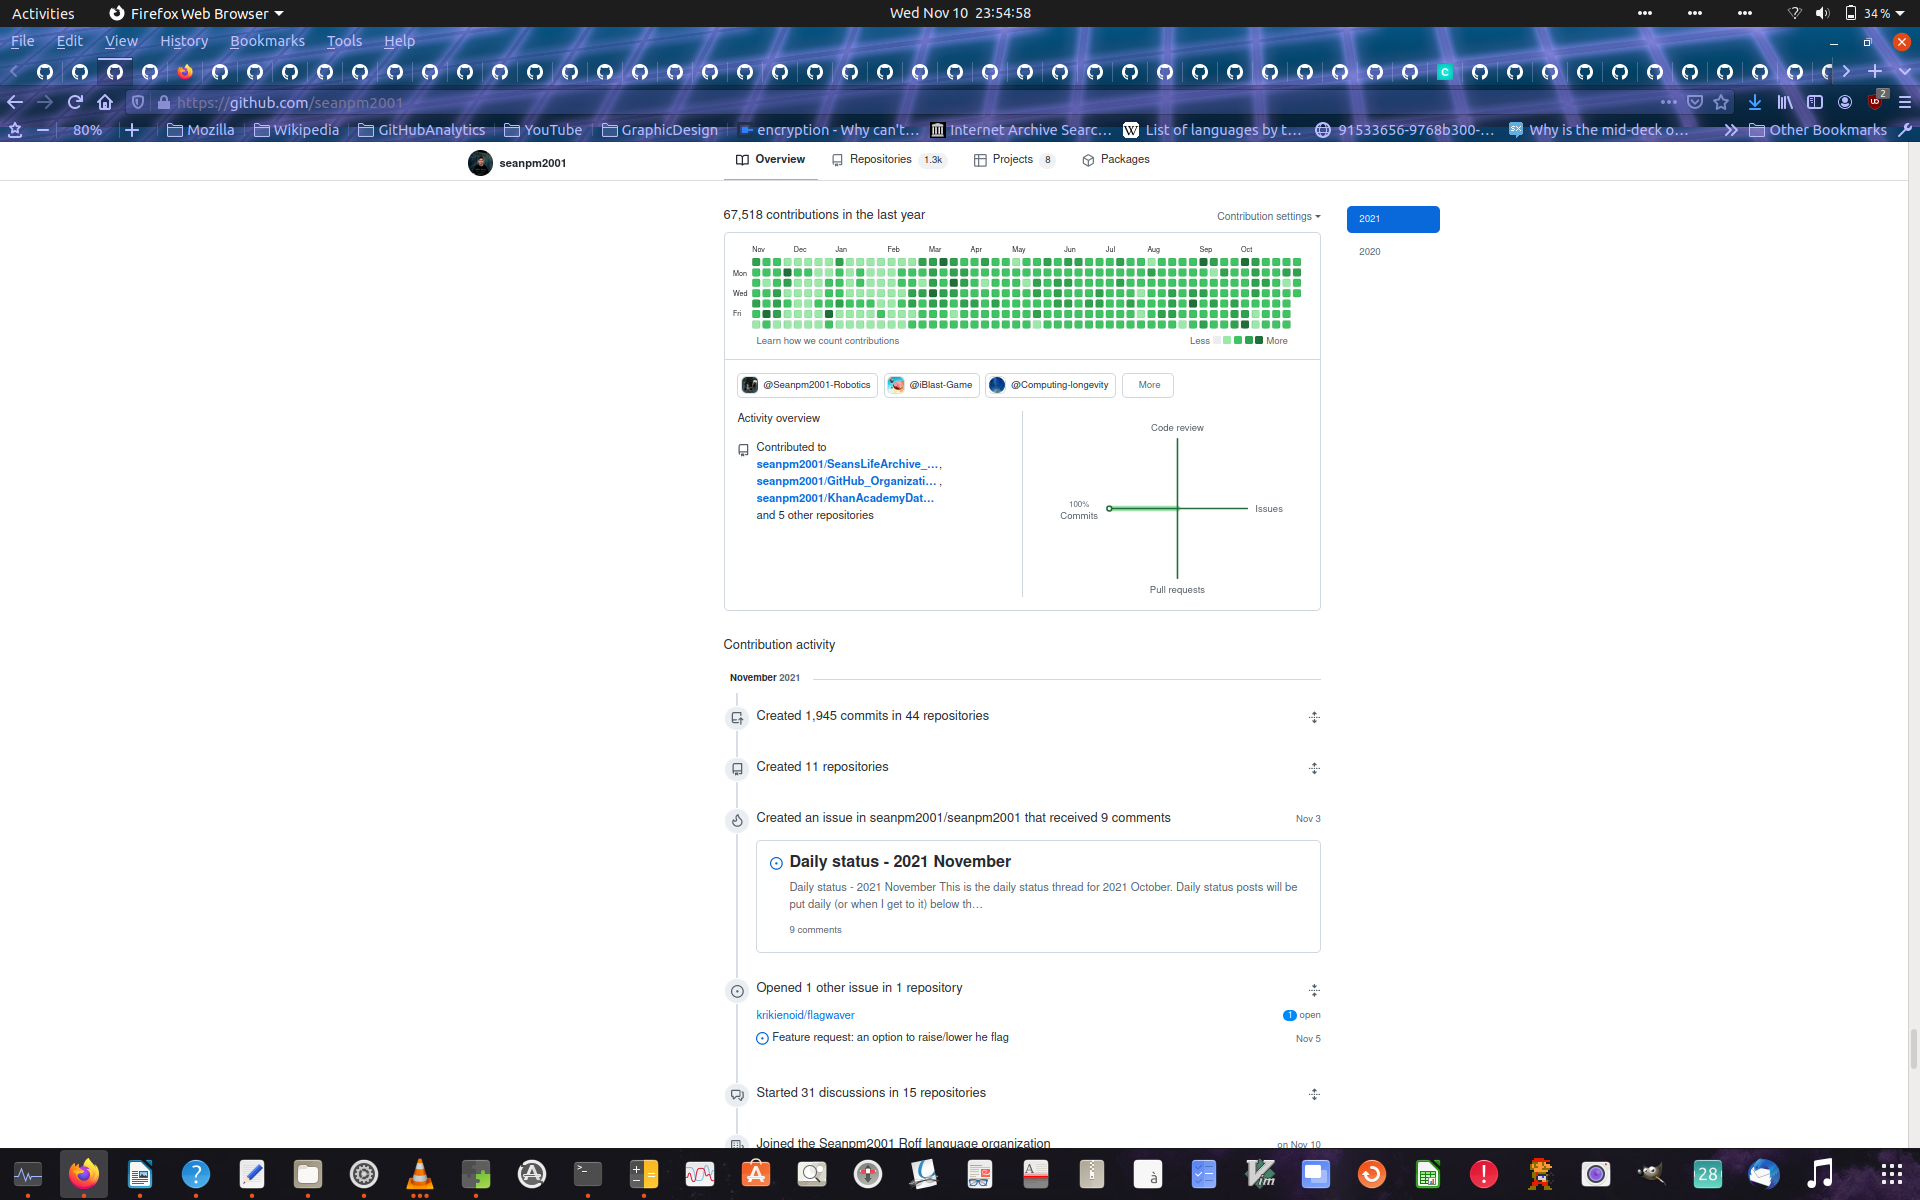 Activities Firefox Web Browser Wed Nov 10 23:54:58 34 %
File Edit View History Bookmarks Tools Help
https://github.com/seanpm2001 2
80% Mozilla Wikipedia GitHubAnalytics YouTube GraphicDesign encryption - Why can't… Internet Archive Searc… List of languages by t… 91533656-9768b300-… Why is the mid-deck o… Other Bookmarks
seanpm2001 Overview Repositories 1.3k Projects 8 Packages
67,518 contributions in the last year Contribution settings 2021
2020
Nov Dec Jan Feb Mar Apr May Jun Jul Aug Sep Oct
Mon
Wed
Fri
Learn how we count contributions Less More
@Seanpm2001-Robotics @iBlast-Game @Computing-longevity More
Activity overview
Contributed to
seanpm2001/SeansLifeArchive_…,
seanpm2001/GitHub_Organizati…,
seanpm2001/KhanAcademyDat…
and 5 other repositories
Code review
100%
Commits
Issues
Pull requests
Contribution activity
November 2021
Created 1,945 commits in 44 repositories
Created 11 repositories
Created an issue in seanpm2001/seanpm2001 that received 9 comments Nov 3
Daily status - 2021 November
Daily status - 2021 November This is the daily status thread for 2021 October. Daily status posts will be
put daily (or when I get to it) below th…
9 comments
Opened 1 other issue in 1 repository
krikienoid/flagwaver 1 open
Feature request: an option to raise/lower he flag Nov 5
Started 31 discussions in 15 repositories
Joined the Seanpm2001 Roff language organization on Nov 10
28